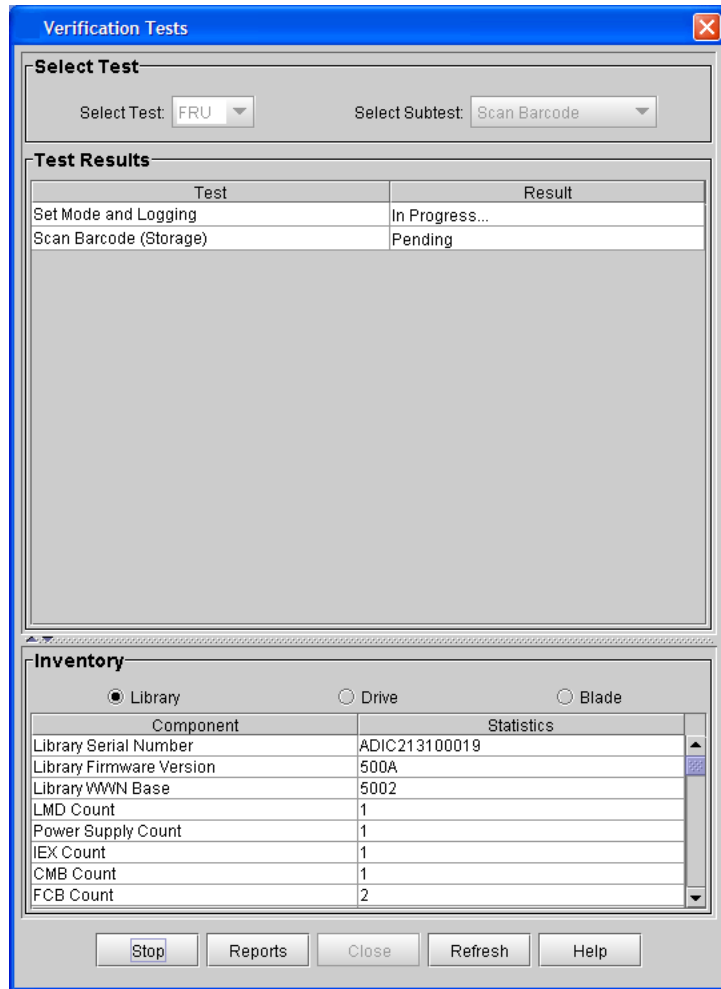 Verification Tests
Select Test
Select Test: FRU Select Subtest: Scan Barcode
Test Results
Test Result
Set Mode and Logging In Progress...
Scan Barcode (Storage) Pending
Inventory
Library Drive Blade
Component Statistics
Library Serial Number ADIC213100019
Library Firmware Version 500A
Library WWN Base 5002
LMD Count 1
Power Supply Count 1
IEX Count 1
CMB Count 1
FCB Count 2
Stop Reports Close Refresh Help